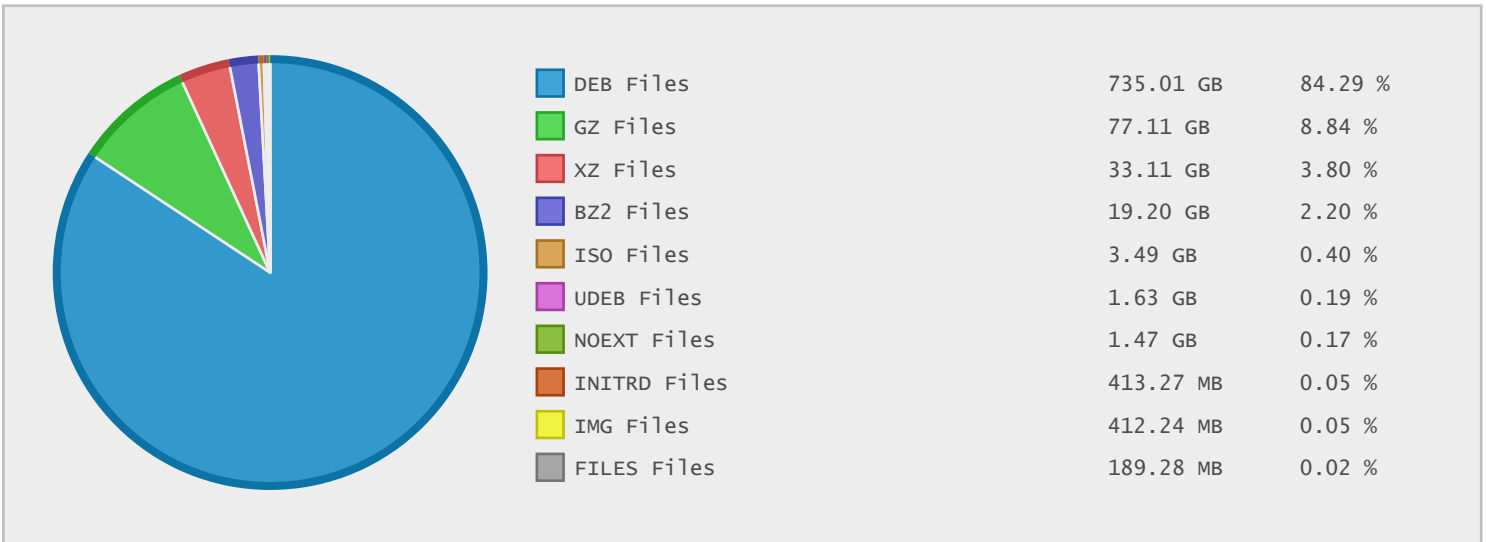 DEB Files 735.01 GB 84.29 %
GZ Files 77.11 GB 8.84 %
XZ Files 33.11 GB 3.80 %
BZ2 Files 19.20 GB 2.20 %
ISO Files 3.49 GB 0.40 %
UDEB Files 1.63 GB 0.19 %
NOEXT Files 1.47 GB 0.17 %
INITRD Files 413.27 MB 0.05 %
IMG Files 412.24 MB 0.05 %
FILES Files 189.28 MB 0.02 %